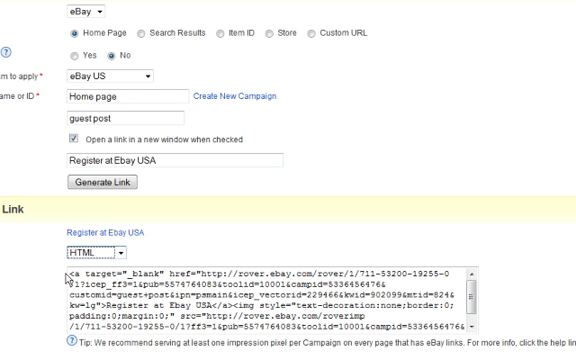 eBay
Home Page Search Results Item ID Store Custom URL
? Yes No
am to apply * eBay US
ame or ID * Home page Create New Campaign
guest post
Open a link in a new window when checked
Register at Ebay USA
Generate Link
Link
Register at Ebay USA
HTML
<a target="_blank" href="http://rover.ebay.com/rover/1/711-53200-19255-0
/1?icep_ff3=1&pub=5574764083&toolid=10001&campid=5336456476&
customid=guest+post&ipn=psmain&icep_vectorid=229466&kwid=902099&mtid=824&
kw=lg">Register at Ebay USA</a><img style="text-decoration:none;border:0;
padding:0;margin:0;" src="http://rover.ebay.com/roverimp
/1/711-53200-19255-0/1?ff3=1&pub=5574764083&toolid=10001&campid=5336456476&
? Tip: We recommend serving at least one impression pixel per Campaign on every page that has eBay links. For more info, click the help lin